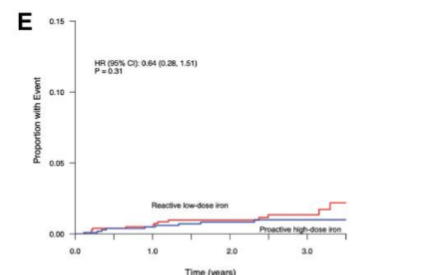 E
0.15
HR (95% CI): 0.64 (0.28, 1.51)
P = 0.31
0.10
Proportion with Event
0.05
Reactive low-dose iron
Proactive high-dose iron
0.00
0.0 1.0 2.0 3.0
Time (years)